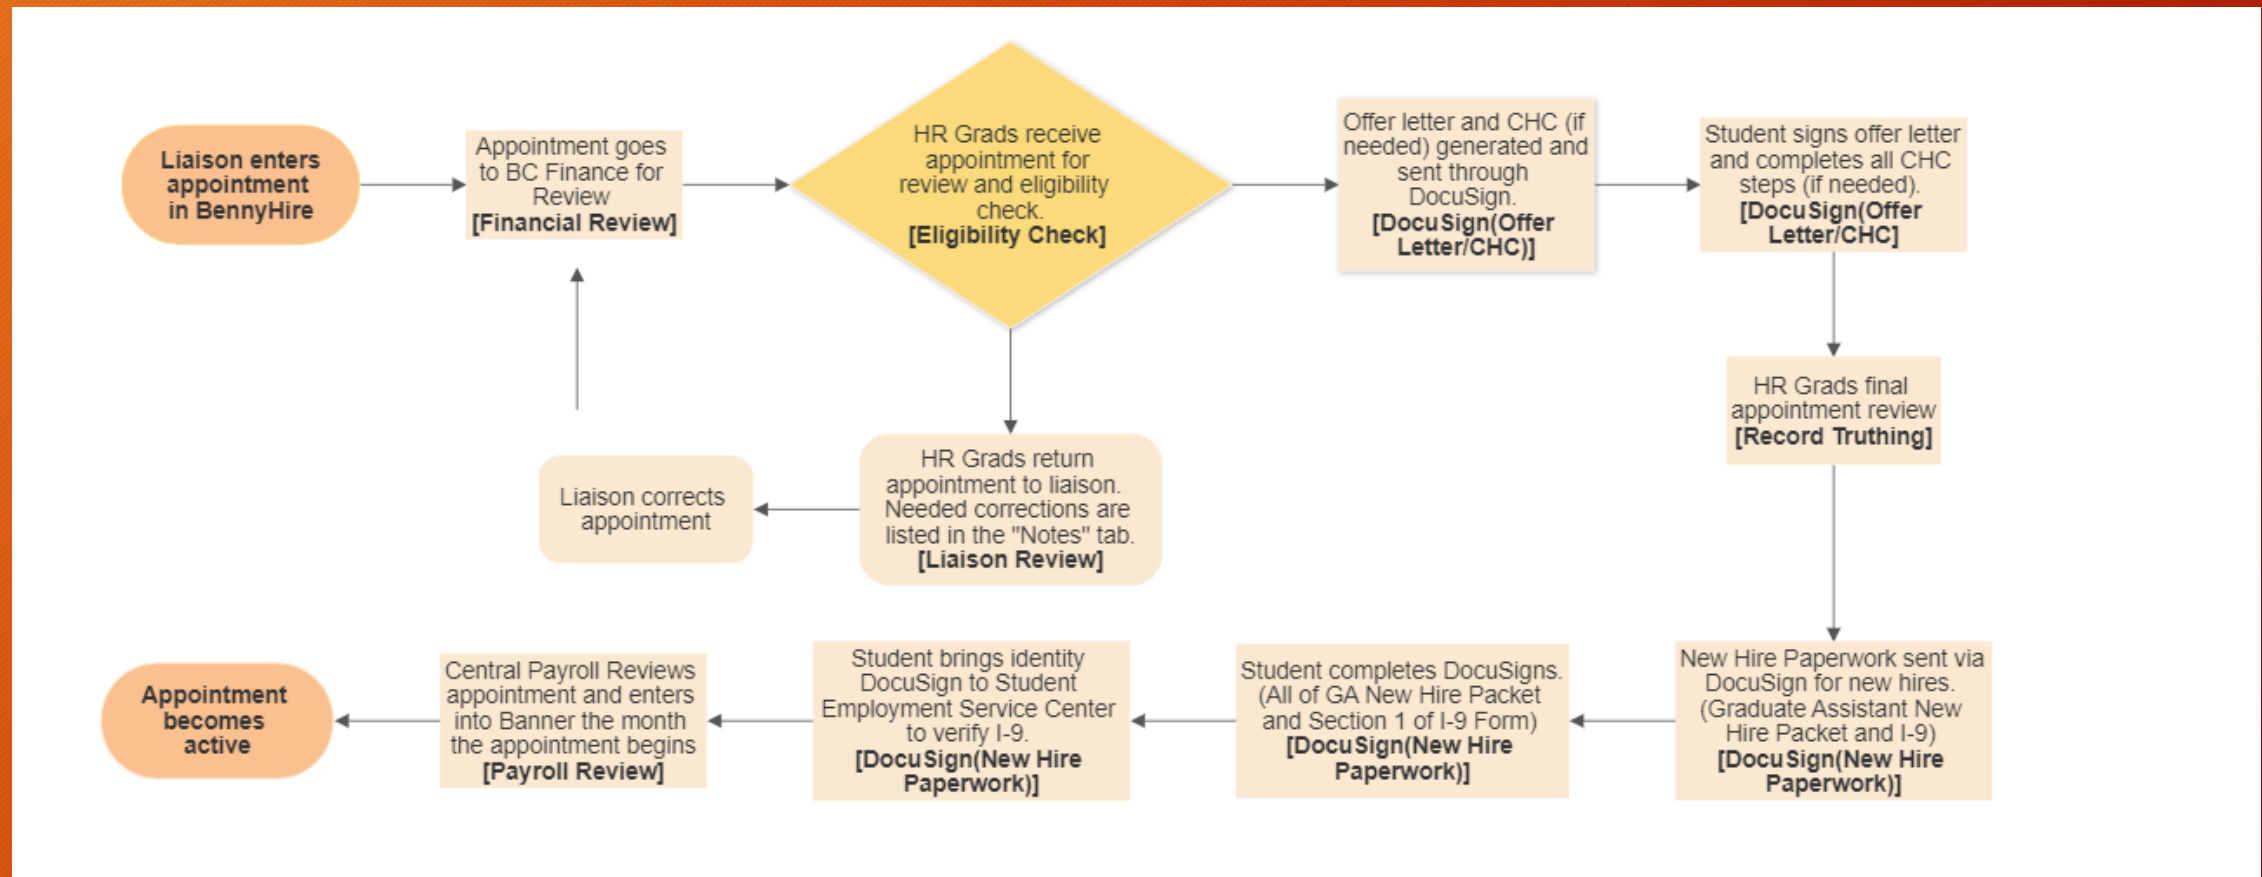 Liaison enters
appointment
in BennyHire
Appointment goes
to BC Finance for
Review
[Financial Review]
HR Grads receive
appointment for
review and eligibility
check.
[Eligibility Check]
Offer letter and CHC (if
needed) generated and
sent through
DocuSign.
[DocuSign(Offer
Letter/CHC)]
Student signs offer letter
and completes all CHC
steps (if needed).
[DocuSign(Offer
Letter/CHC]
HR Grads final
appointment review
[Record Truthing]
HR Grads return
appointment to liaison.
Needed corrections are
listed in the "Notes" tab.
[Liaison Review]
Liaison corrects
appointment
New Hire Paperwork sent via
DocuSign for new hires.
(Graduate Assistant New
Hire Packet and I-9)
[DocuSign(New Hire
Paperwork)]
Student completes DocuSigns.
(All of GA New Hire Packet
and Section 1 of I-9 Form)
[DocuSign(New Hire
Paperwork)]
Student brings identity
DocuSign to Student
Employment Service Center
to verify I-9.
[DocuSign(New Hire
Paperwork)]
Central Payroll Reviews
appointment and enters
into Banner the month
the appointment begins
[Payroll Review]
Appointment
becomes
active